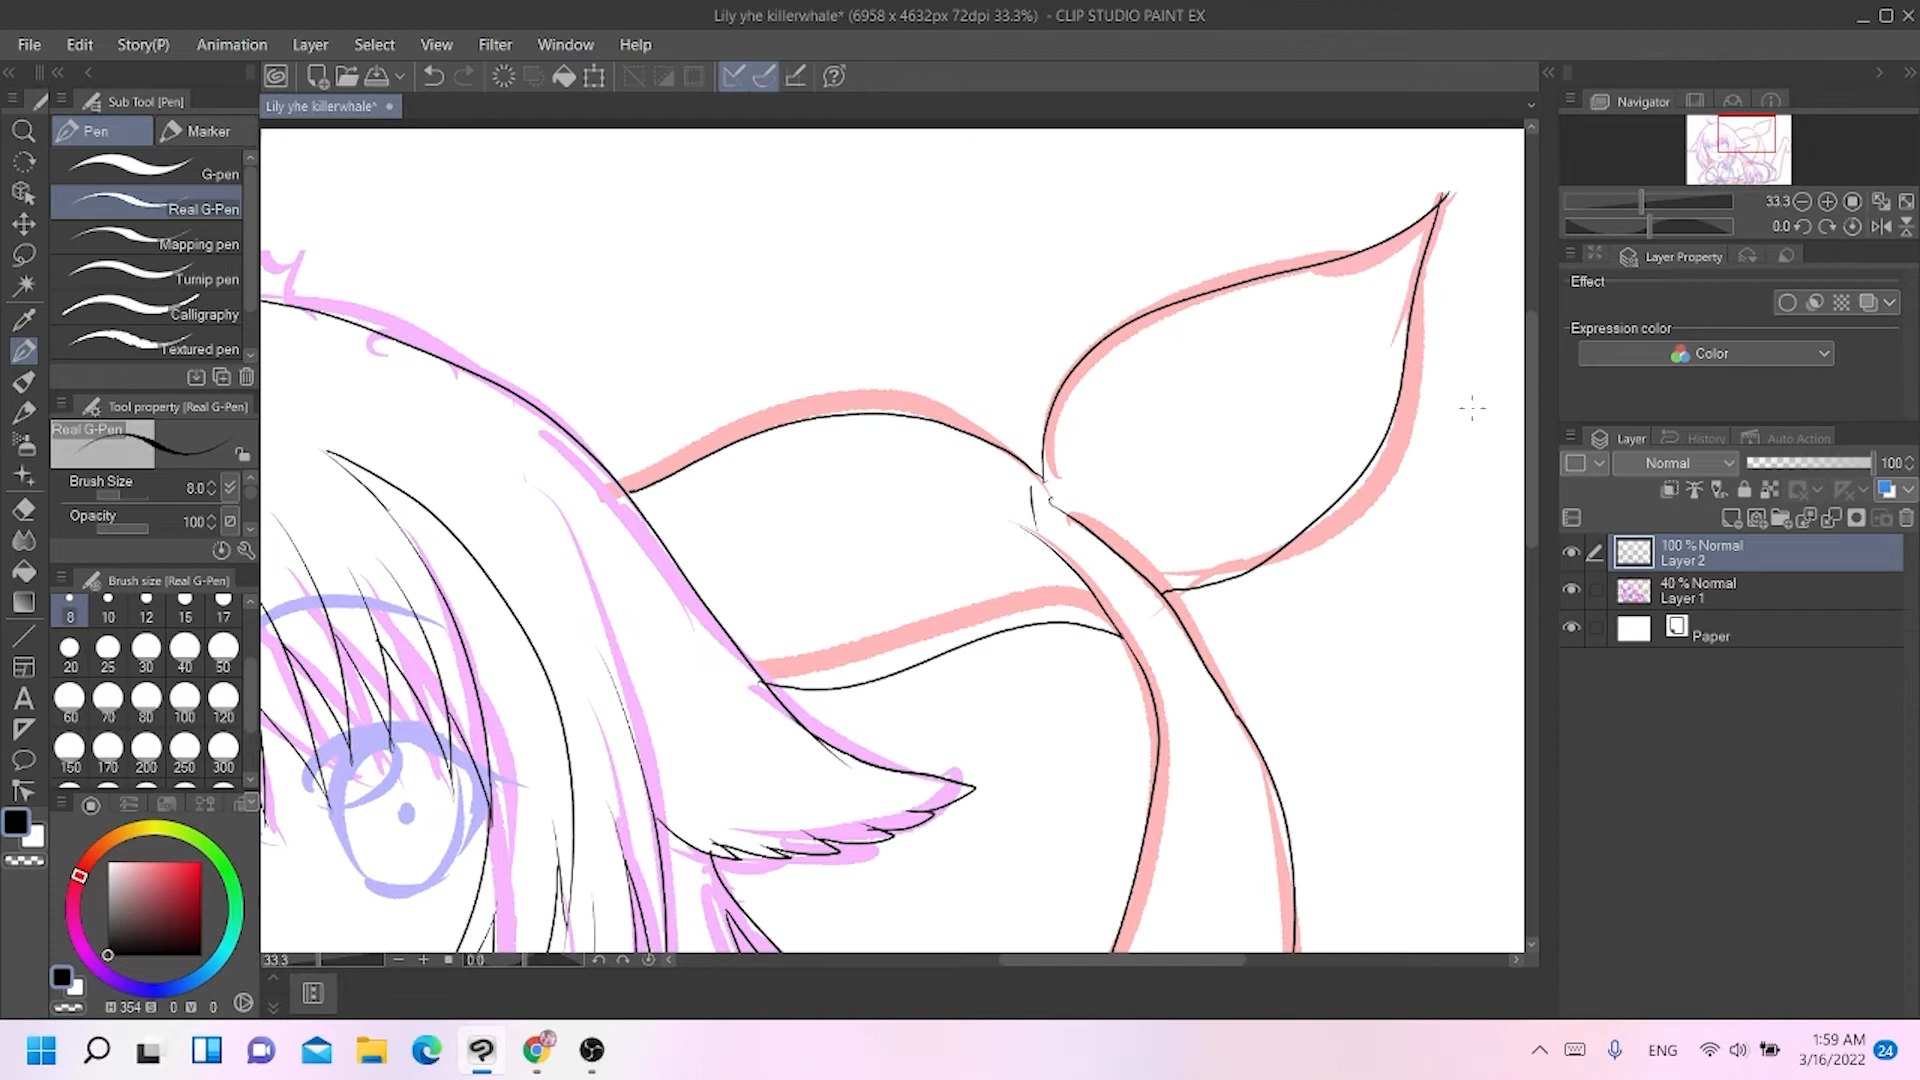 Lily yhe killerwhale* (6958 x 4632px 72dpi 33.3%) - CLIP STUDIO PAINT EX
File Edit Story(P) Animation Layer Select View Filter Window Help
Sub Tool [Pen]
Lily yhe killerwhale*
Pen Marker
G-pen
Real G-Pen
Mapping pen
Turnip pen
Calligraphy
Textured pen
Tool property [Real G-Pen]
Real G-Pen
Brush Size 8.0
Opacity 100
Brush size [Real G-Pen]
8 10 12 15 17
20 25 30 40 50
60 70 80 100 120
150 170 200 250 300
H 354 S 0 V 0
33.3 0.0
Navigator
33.3
0.0
Layer Property
Effect
Expression color
Color
Layer History Auto Action
Normal 100
100 % Normal
Layer 2
40 % Normal
Layer 1
Paper
ENG
1:59 AM
3/16/2022
24